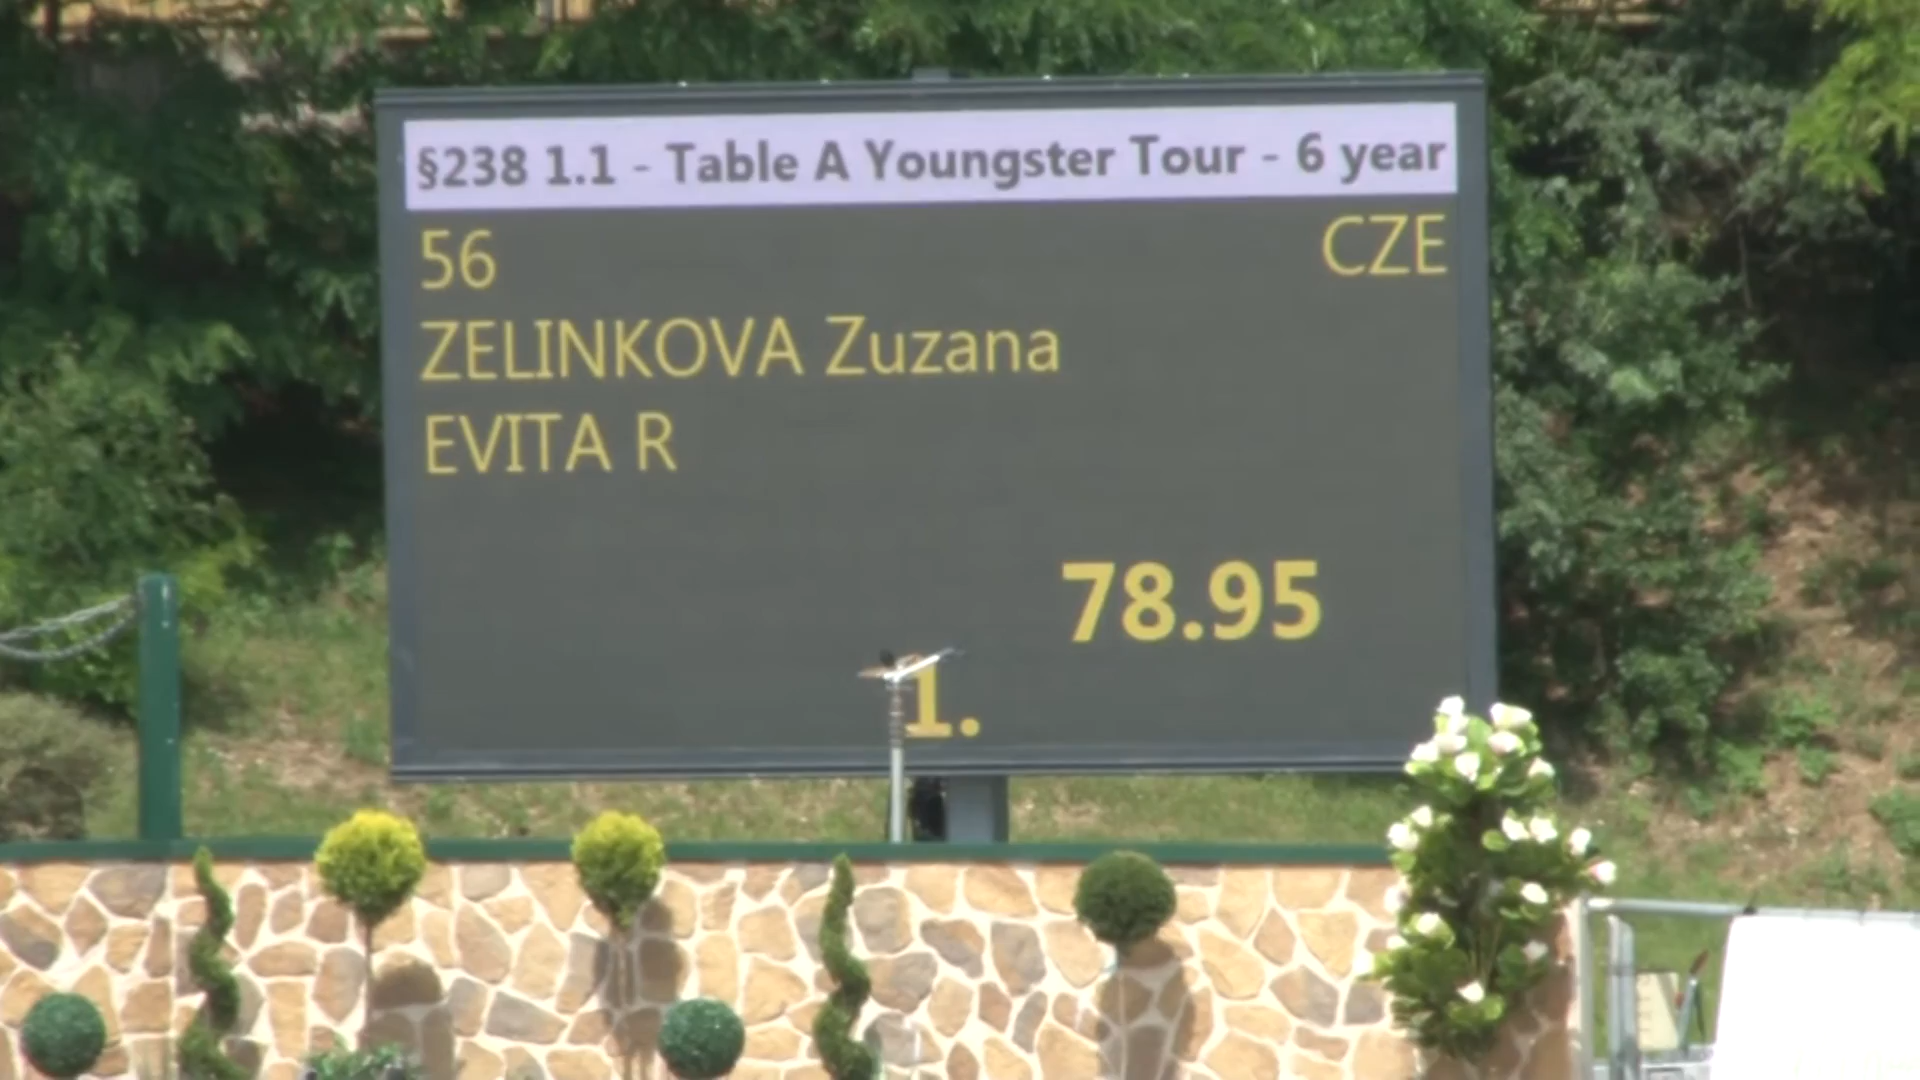 §238 1.1 - Table A Youngster Tour - 6 year
56 CZE
ZELINKOVA Zuzana
EVITA R
78.95
1.